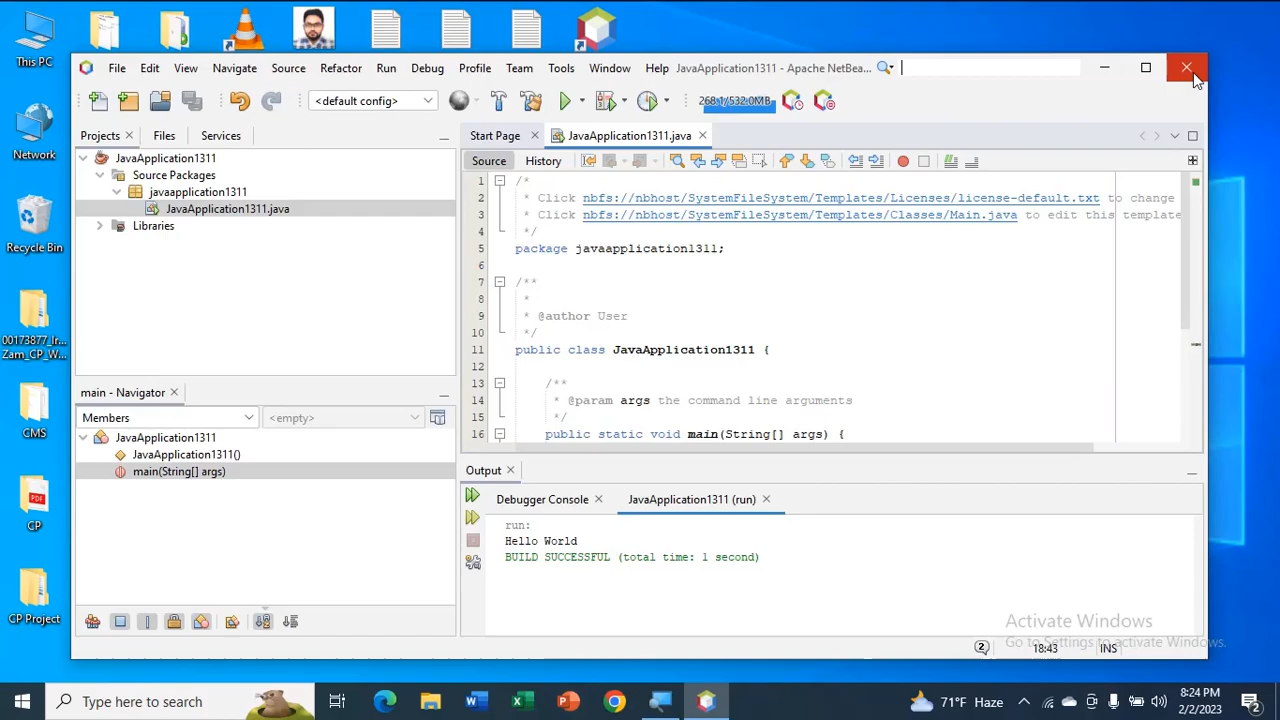 This PC
Network
Recycle Bin
00173877_Ir...
Zam_CP_W...
CMS
PDF
CP
CP Project
File Edit View Navigate Source Refactor Run Debug Profile Team Tools Window Help JavaApplication1311 - Apache NetBea...
<default config> 268.1/532.0MB
Projects Files Services
JavaApplication1311
Source Packages
javaapplication1311
JavaApplication1311.java
Libraries
main - Navigator
Members <empty>
JavaApplication1311
JavaApplication1311()
main(String[] args)
Start Page JavaApplication1311.java
Source History
1 /*
2 * Click nbfs://nbhost/SystemFileSystem/Templates/Licenses/license-default.txt to change
3 * Click nbfs://nbhost/SystemFileSystem/Templates/Classes/Main.java to edit this template
4 */
5 package javaapplication1311;
6
7 /**
8 *
9 * @author User
10 */
11 public class JavaApplication1311 {
12
13 /**
14 * @param args the command line arguments
15 */
16 public static void main(String[] args) {
Output
Debugger Console JavaApplication1311 (run)
run:
Hello World
BUILD SUCCESSFUL (total time: 1 second)
Activate Windows
Go to Settings to activate Windows.
2 18:43 INS
Type here to search
71°F Haze
8:24 PM
2/2/2023
2